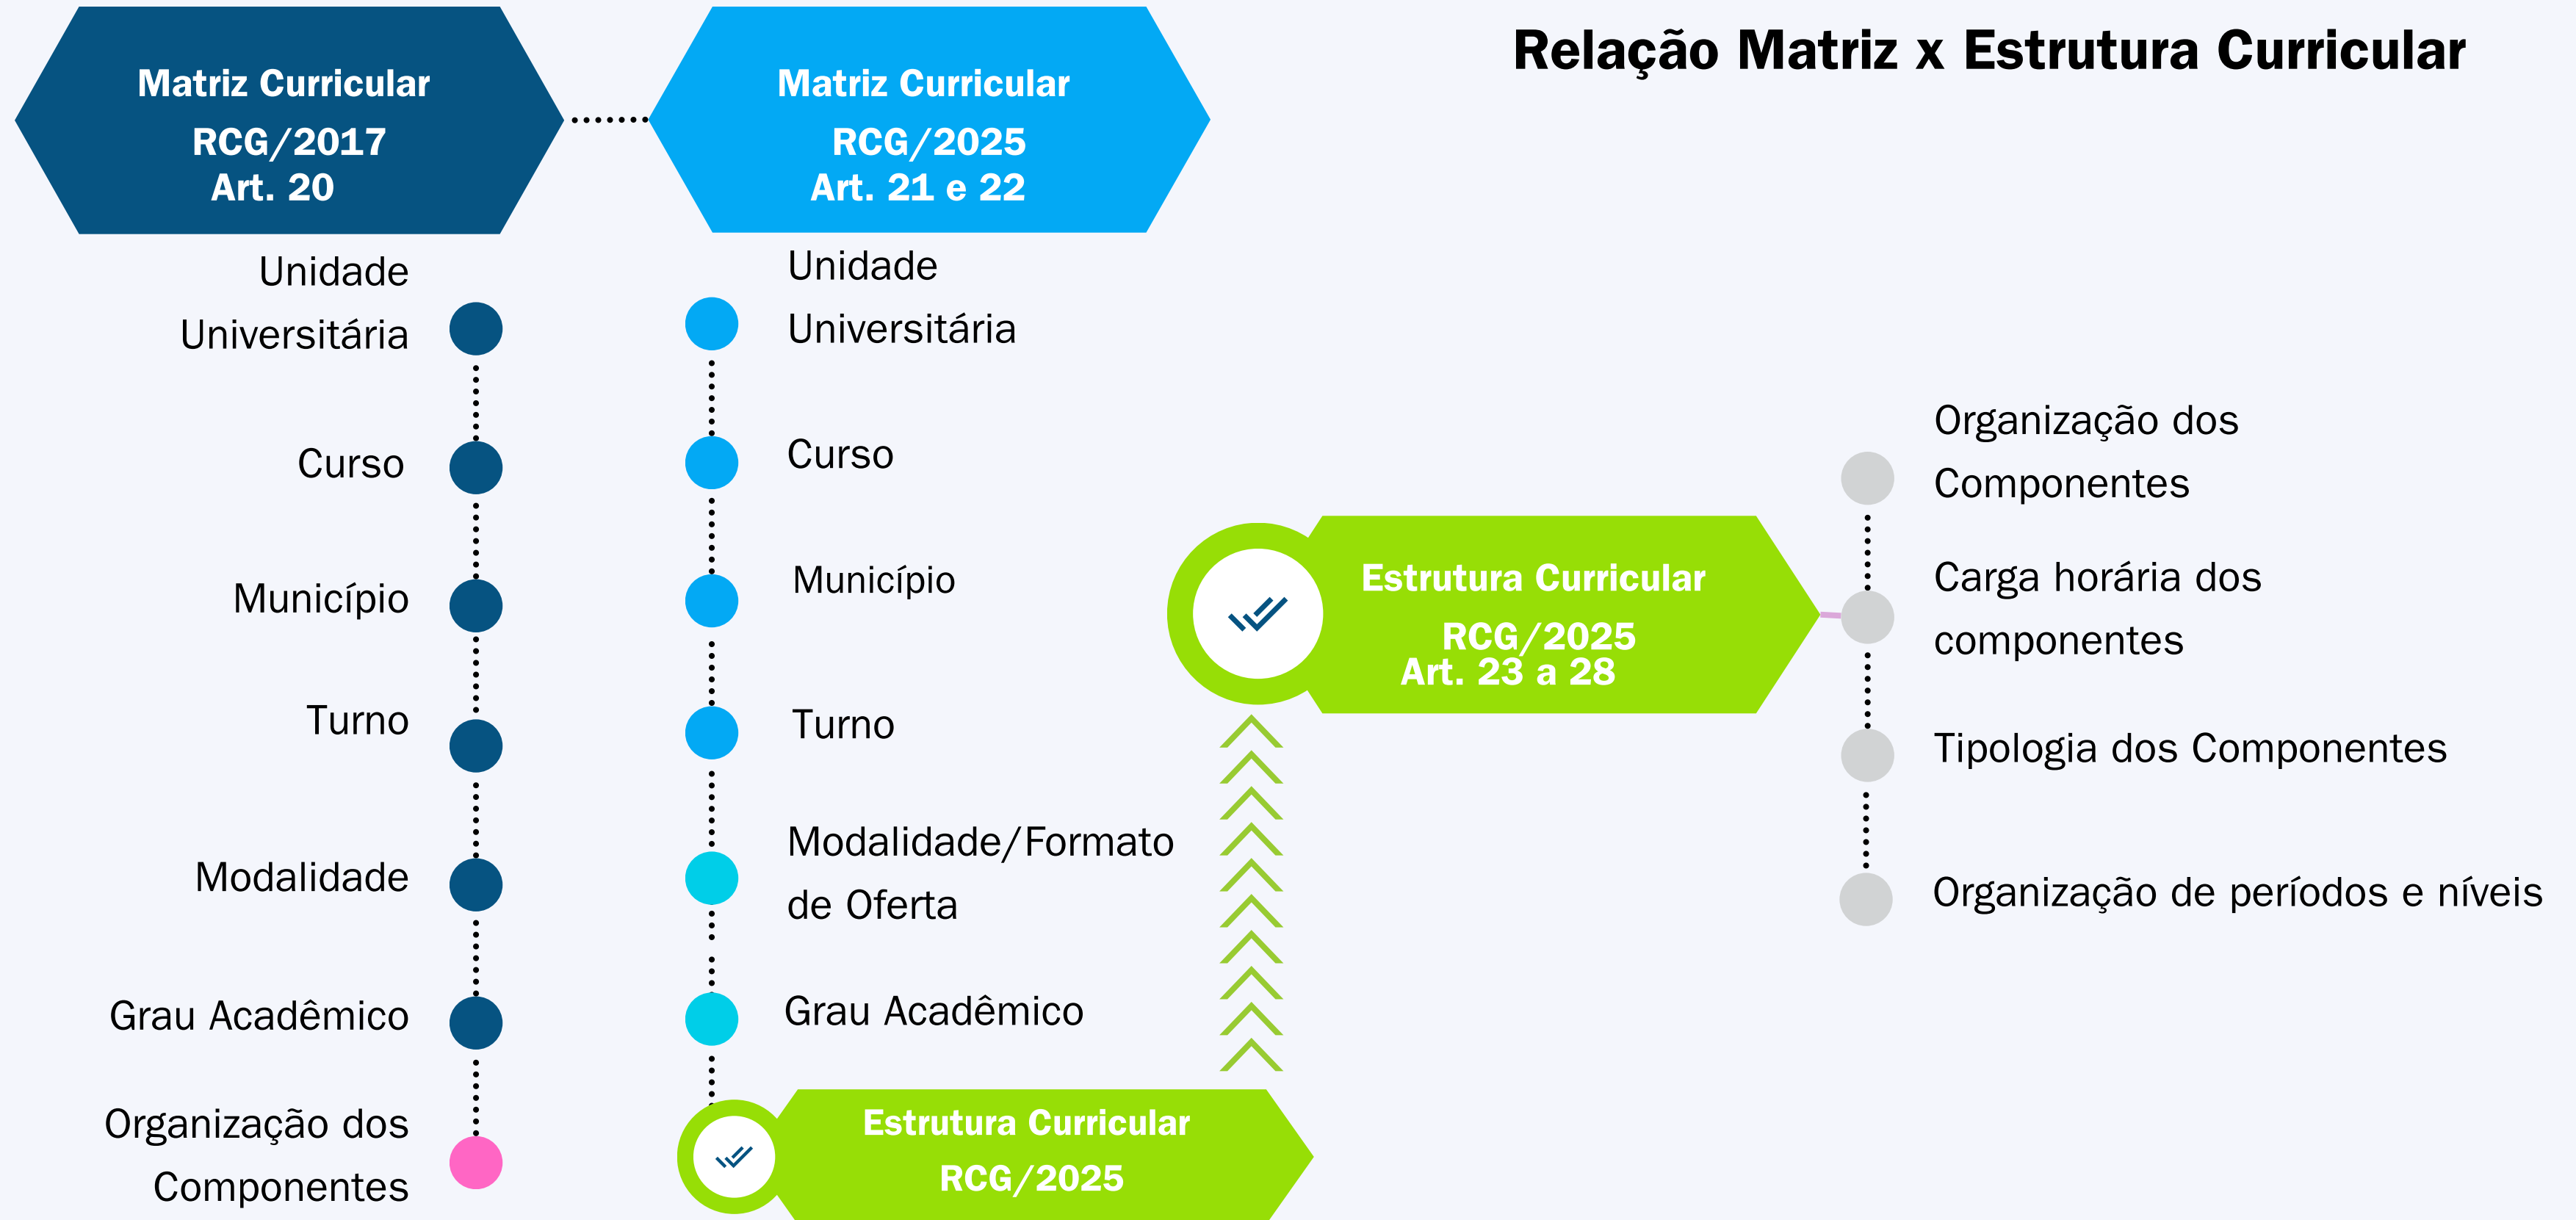 Relação Matriz x Estrutura Curricular
Matriz Curricular
RCG/2017
Art. 20
Unidade
Universitária
Curso
Município
Turno
Modalidade
Grau Acadêmico
Organização dos
Componentes
Matriz Curricular
RCG/2025
Art. 21 e 22
Unidade
Universitária
Curso
Município
Turno
Modalidade/Formato
de Oferta
Grau Acadêmico
Estrutura Curricular
RCG/2025
Estrutura Curricular
RCG/2025
Art. 23 a 28
Organização dos
Componentes
Carga horária dos
componentes
Tipologia dos Componentes
Organização de períodos e níveis